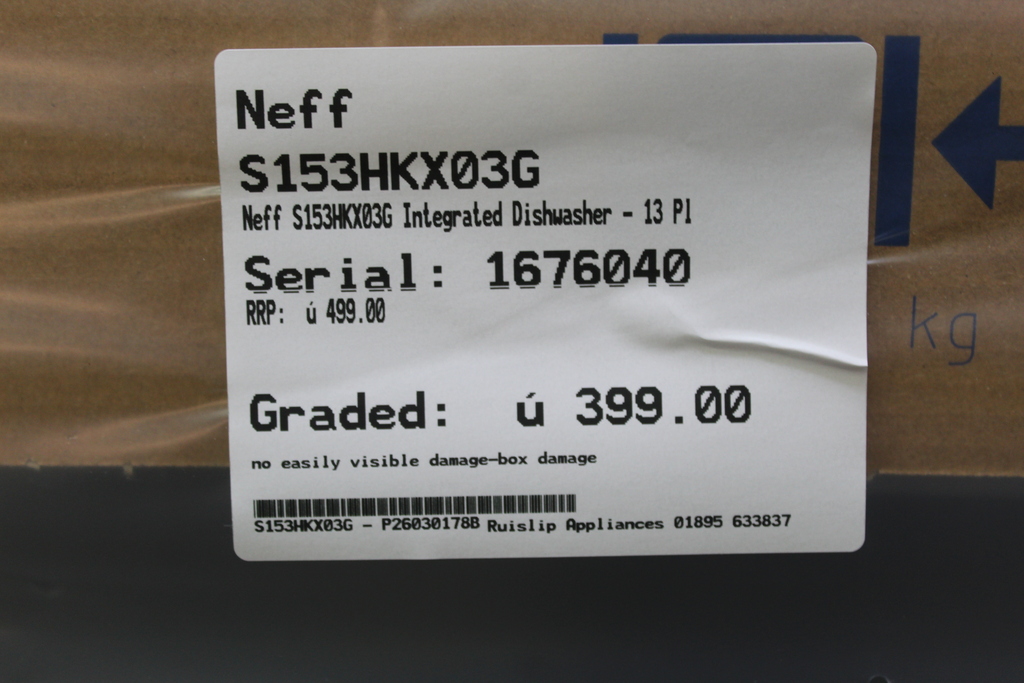 Neff
S153HKX03G
Neff S153HKX03G Integrated Dishwasher - 13 Pl
Serial: 1676040
RRP: ú 499.00
Graded: ú 399.00
no easily visible damage-box damage
S153HKX03G - P26030178B Ruislip Appliances 01895 633837
kg